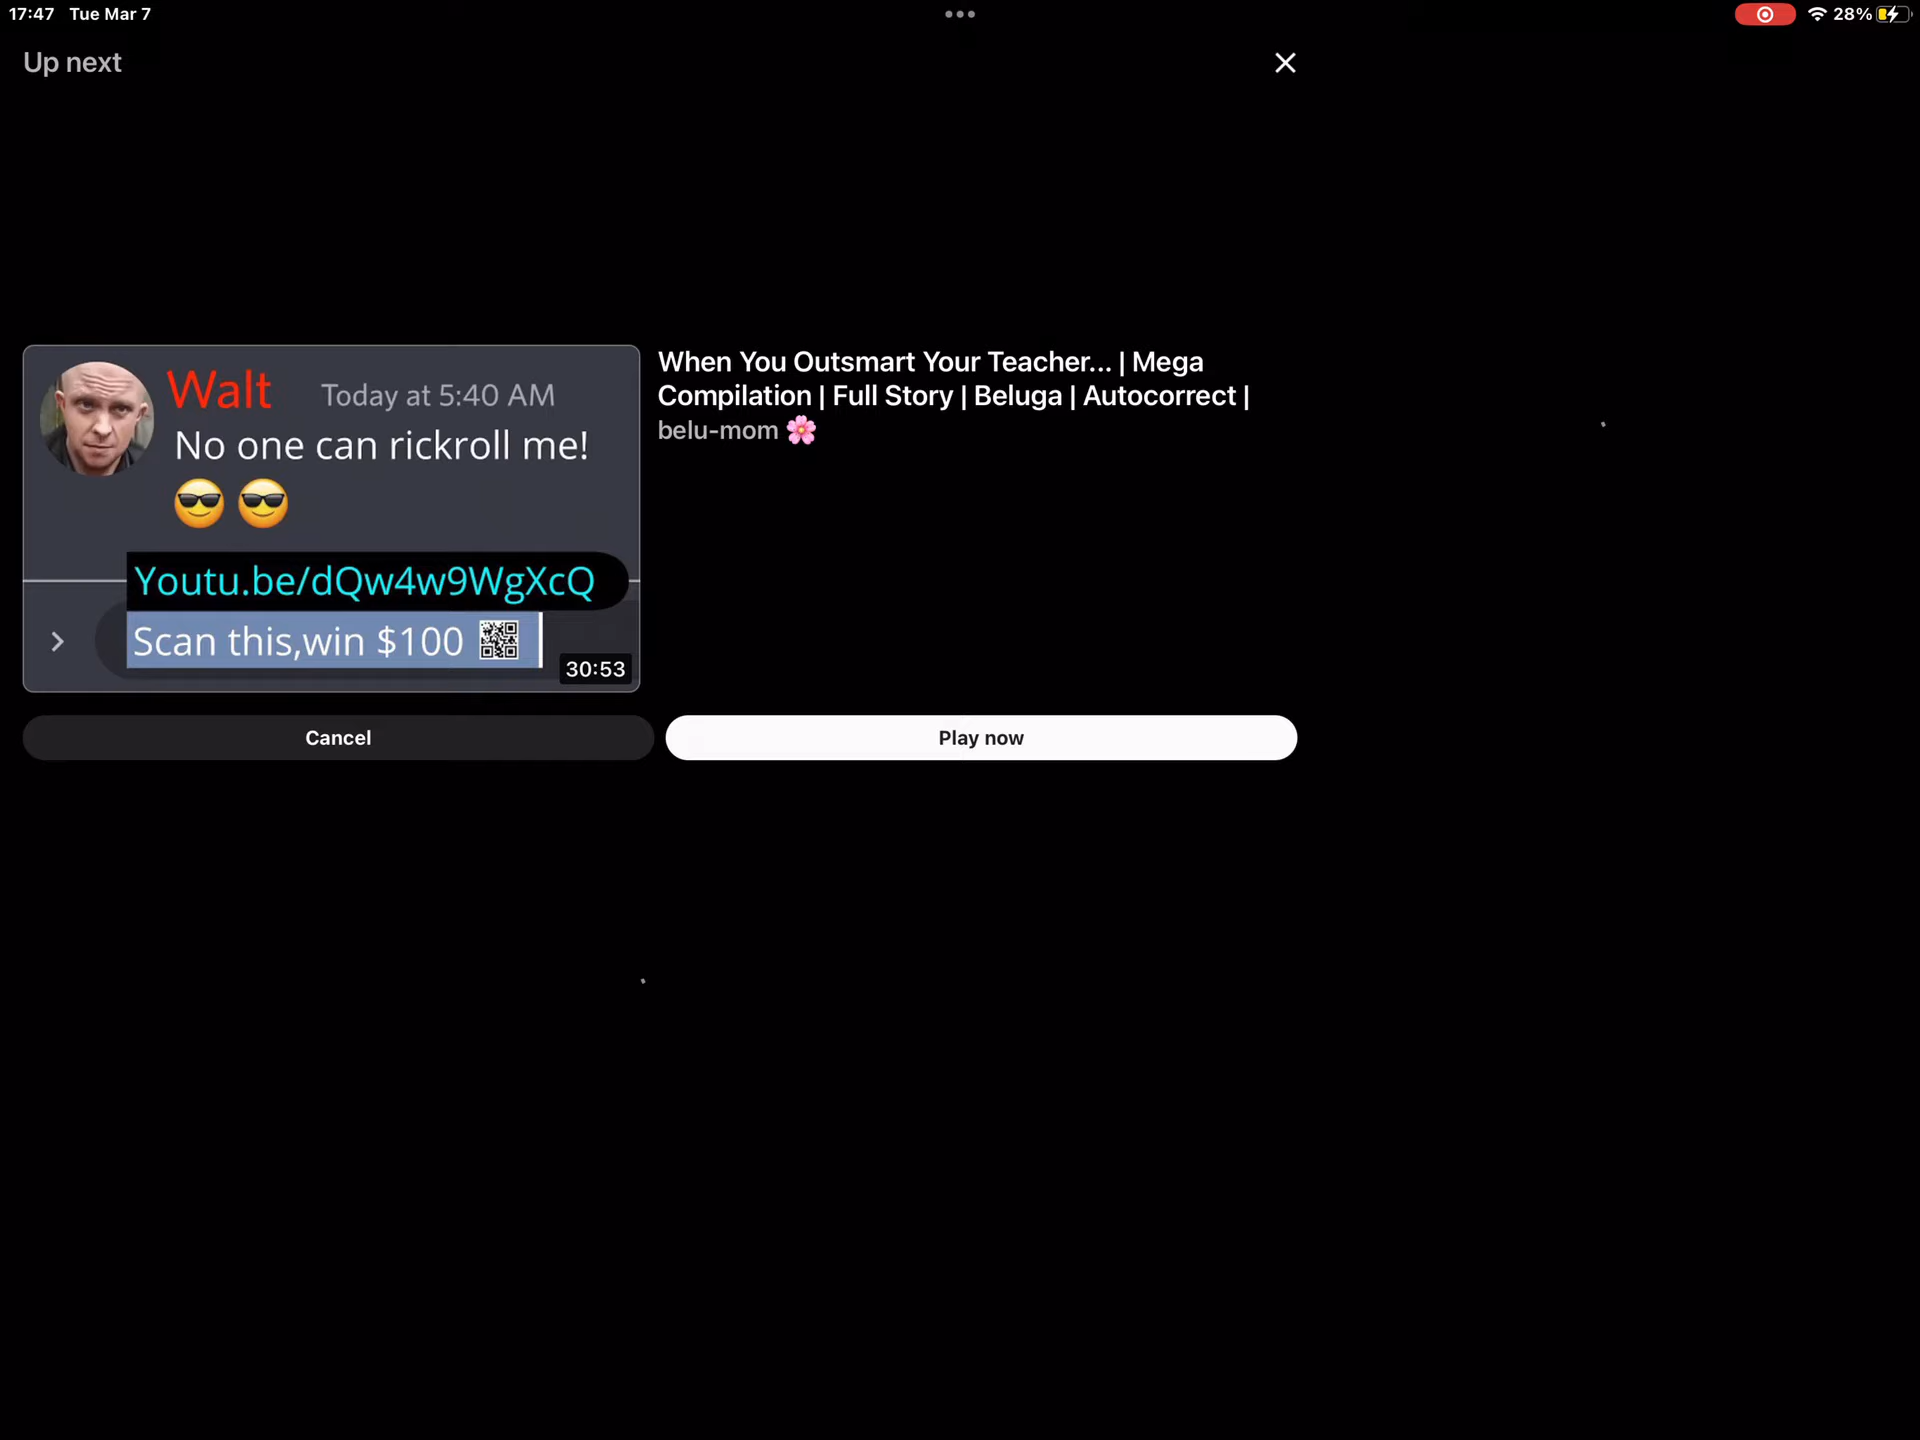 17:47 Tue Mar 7
28%
Up next
Walt Today at 5:40 AM
No one can rickroll me!
😎 😎
Youtu.be/dQw4w9WgXcQ
Scan this,win $100
30:53
When You Outsmart Your Teacher... | Mega
Compilation | Full Story | Beluga | Autocorrect |
belu-mom 🌸
Cancel
Play now